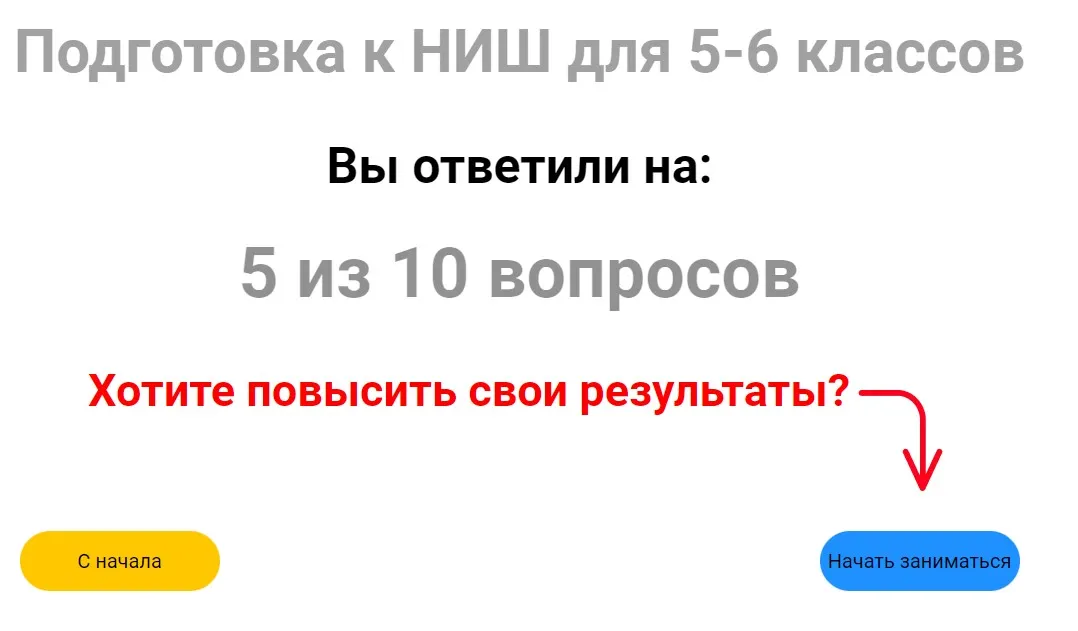 Подготовка к НИШ для 5-6 классов
Вы ответили на:
5 из 10 вопросов
Хотите повысить свои результаты?
С начала
Начать заниматься